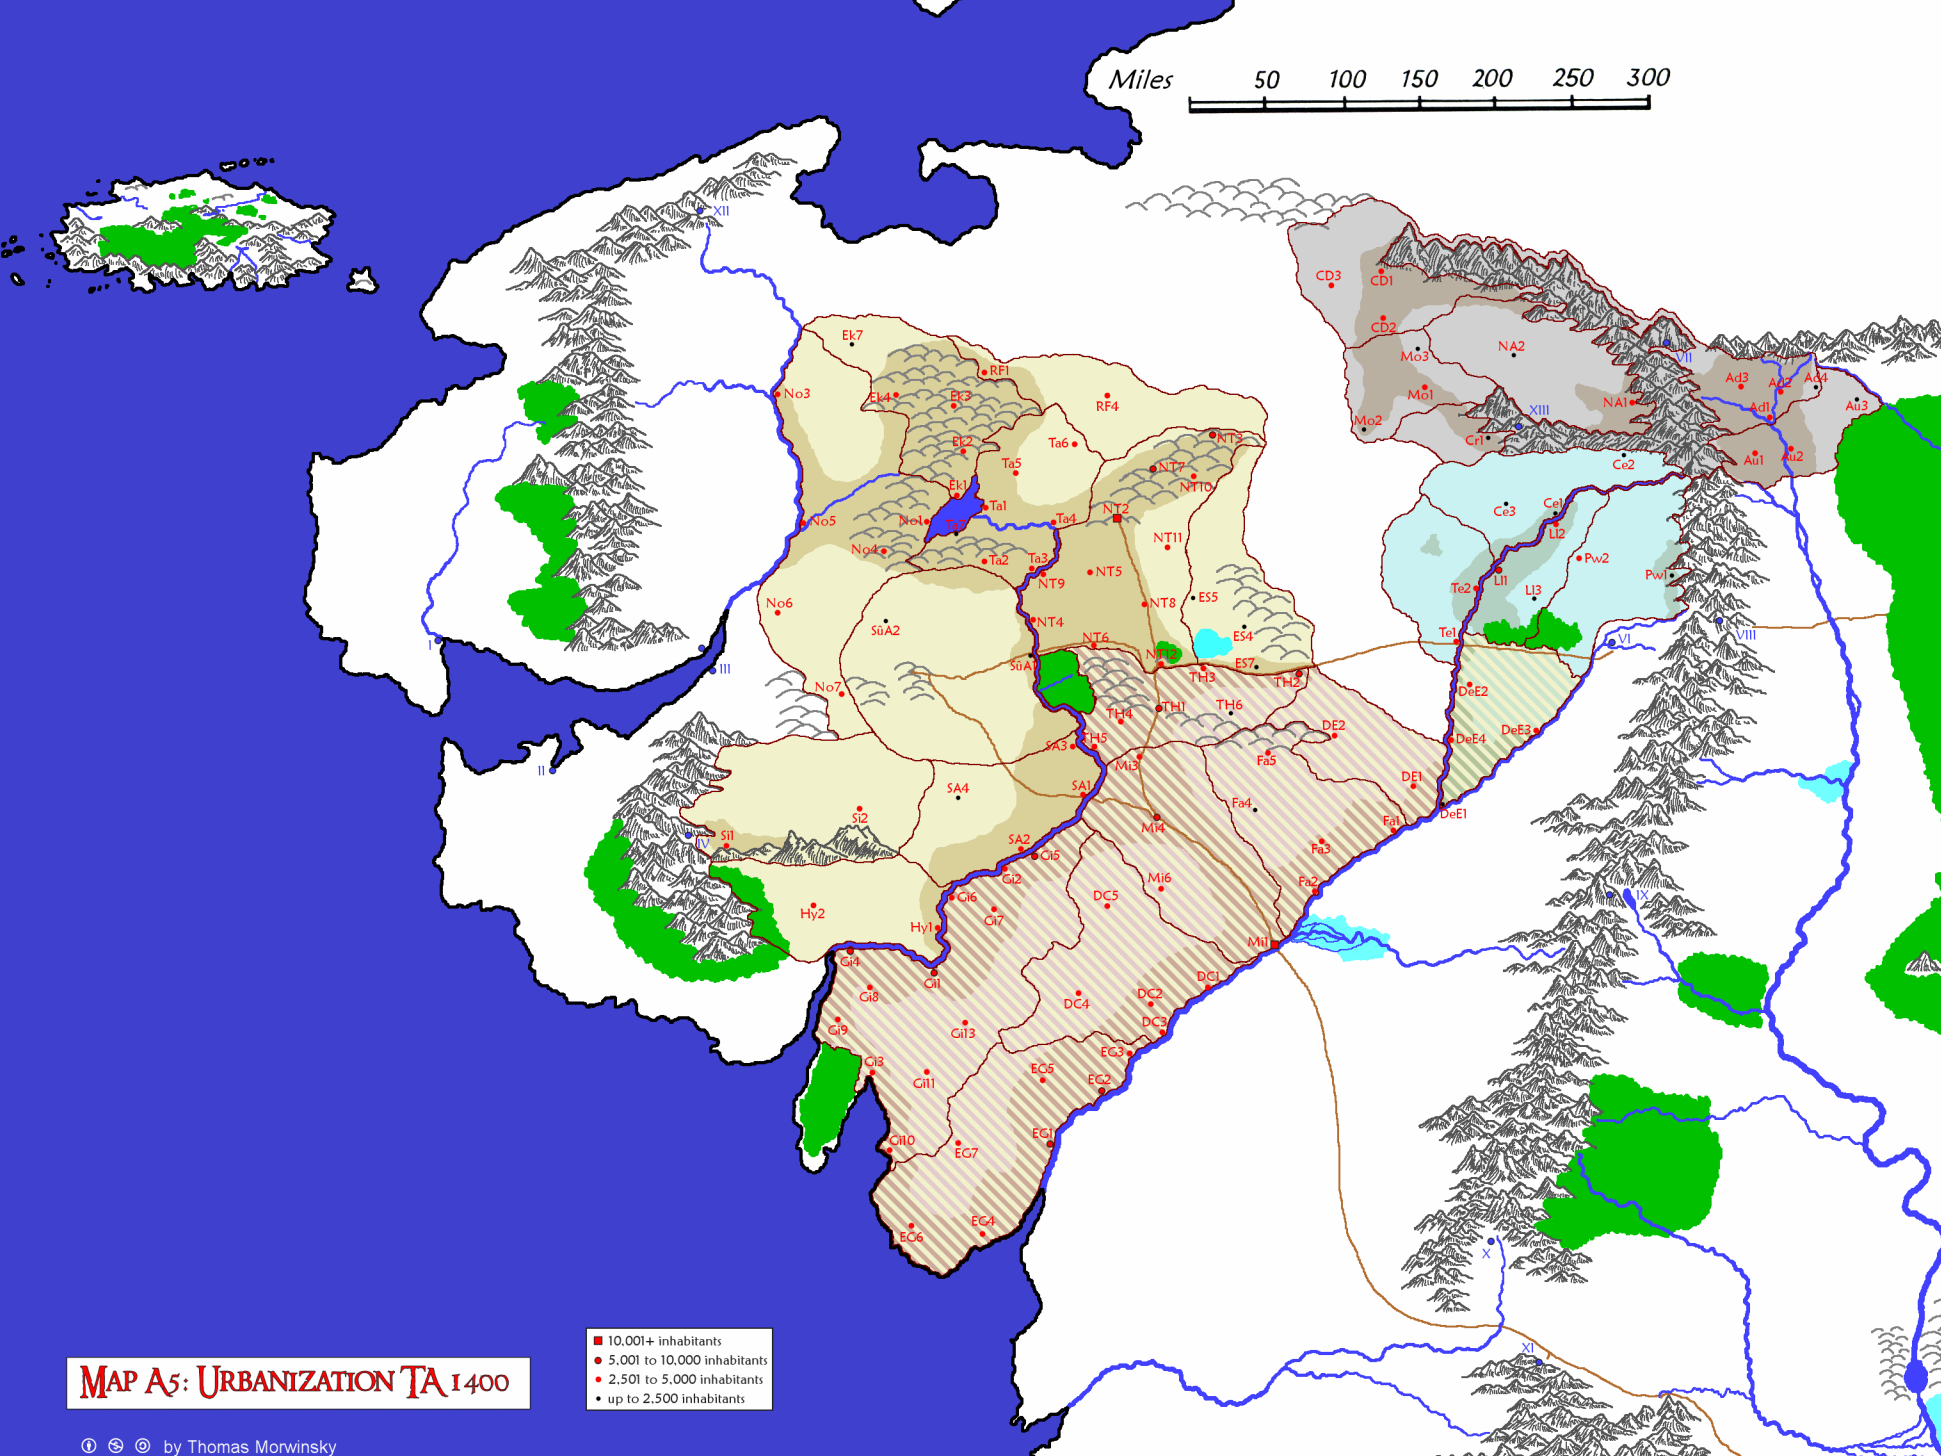 Miles 50 100 150 200 250 300
XII
CD3
CD1
CD2
Ek7
Mo3
NA2
VII
RF1
Ad3
Ad2
Ad4
No3
Ek4
Ek3
RF4
Mo1
NA1
Ad1
Au3
XIII
Mo2
Ek2
Ta6
NT3
Cr1
Au1
Au2
Ce2
Ta5
NT7
NT10
Ek1
Ta1
Ce3
Ce1
No5
No1
Ta7
Ta4
NT2
Ll2
NT11
No4
Ta2
Ta3
NT9
NT5
Ll1
Pw2
Pw1
Te2
Ll3
No6
NT8
ES5
SûA2
NT4
I
NT6
ES4
Te1
VI
VIII
SûA1
NT12
ES7
III
TH3
TH2
No7
DeE2
TH1
TH6
TH4
DE2
DeE3
SA3
TH5
DeE4
II
Mi3
Fa5
DE1
SA4
SA1
Fa4
DeE1
Si2
Mi4
Fa1
Si1
IV
SA2
Gi5
Fa3
Gi2
Mi6
Fa2
Gi6
DC5
IX
Hy2
Gi7
Hy1
Mi1
Gi4
Gi1
DC1
Gi8
DC4
DC2
Gi9
Gi13
DC3
EG3
Gi3
EG5
Gi11
EG2
Gi10
EG7
EG1
EG4
EG6
X
XI
10,001+ inhabitants
5,001 to 10,000 inhabitants
2,501 to 5,000 inhabitants
up to 2,500 inhabitants
Map A5: Urbanization TA 1400
by Thomas Morwinsky